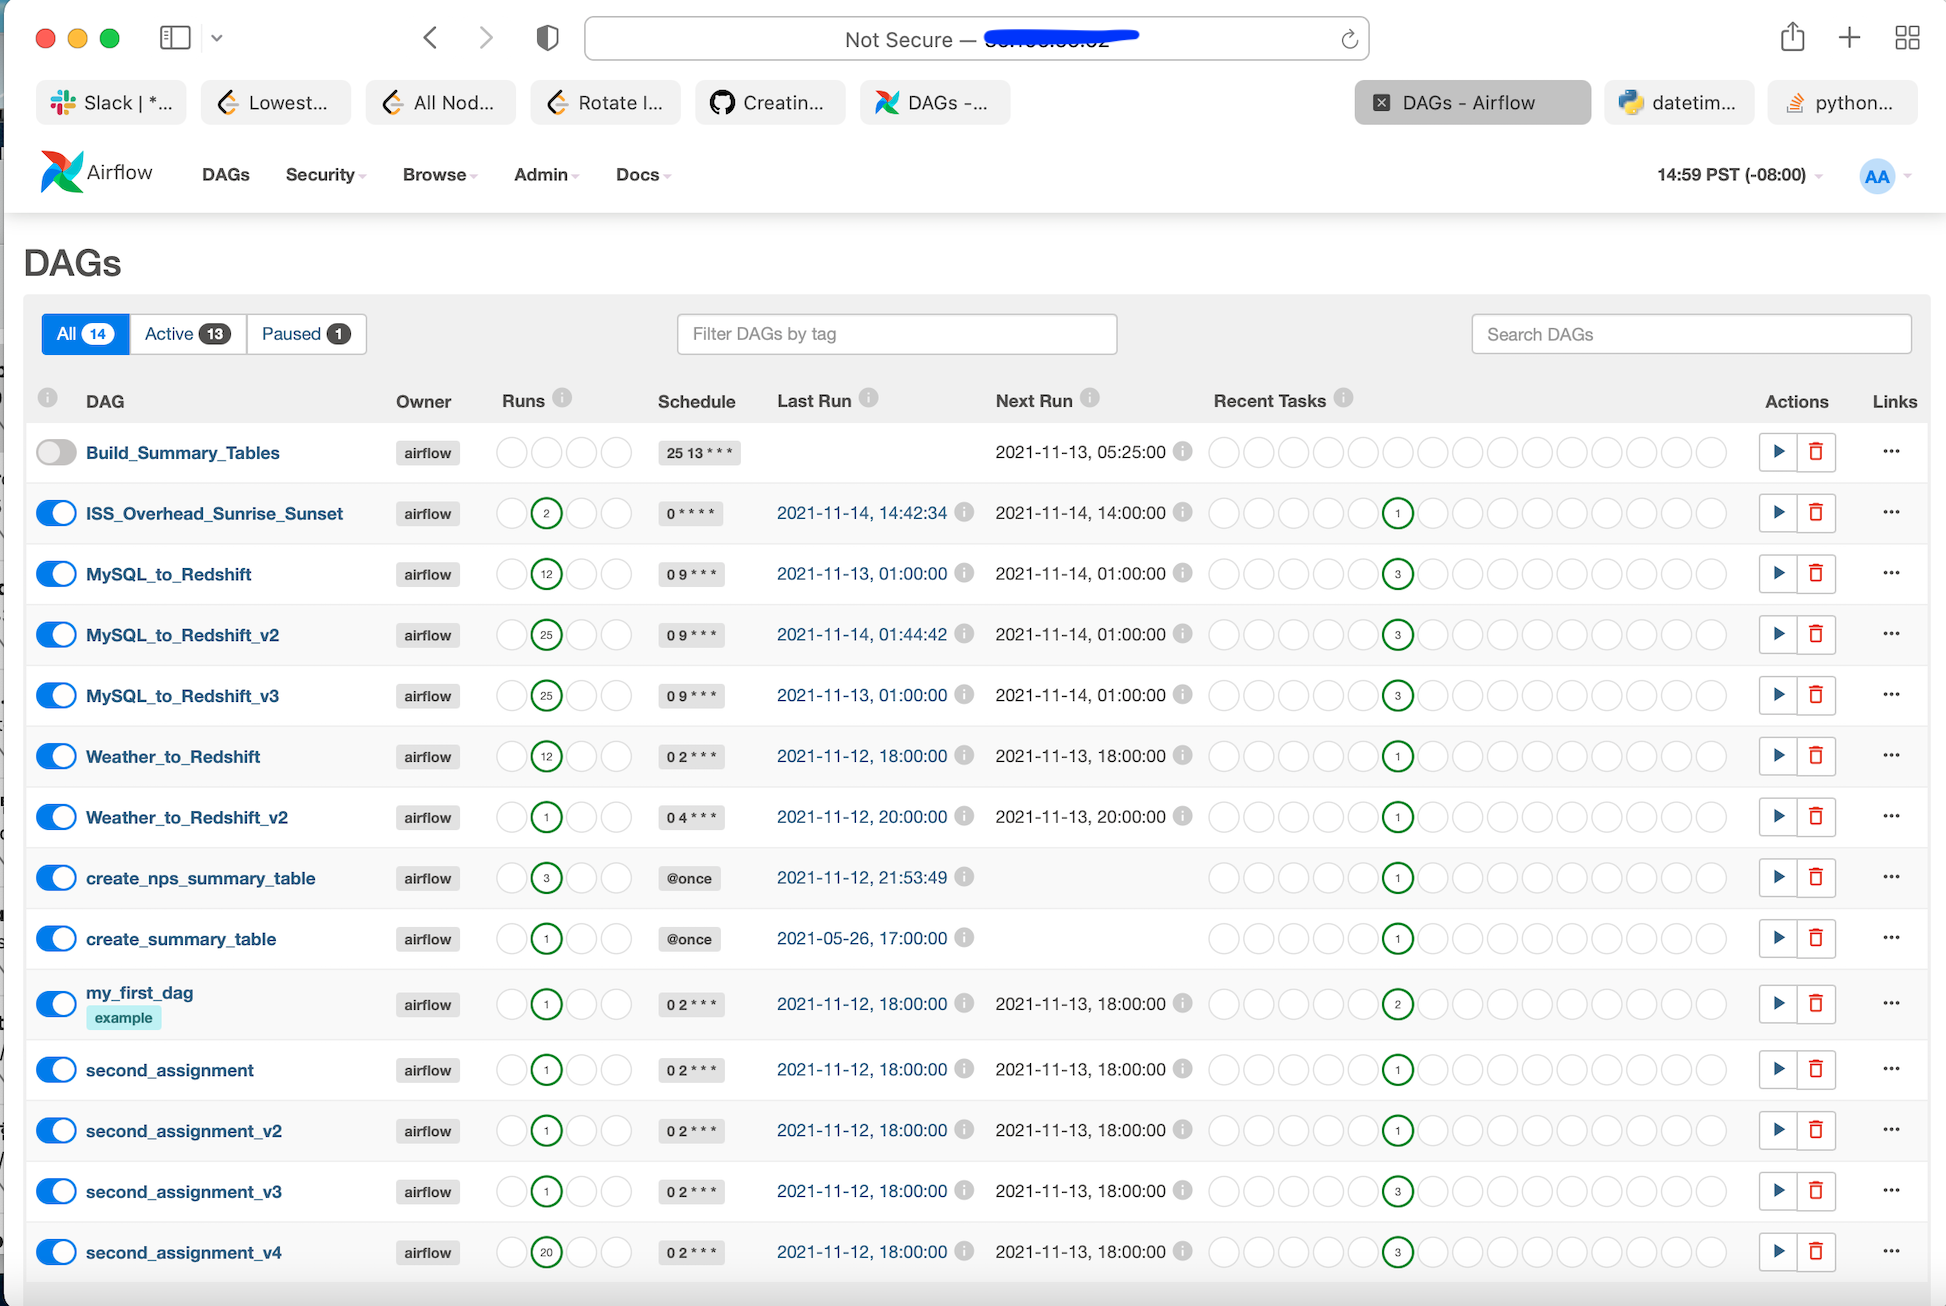 Not Secure —
Slack | *...
Lowest...
All Nod...
Rotate I...
Creatin...
DAGs -...
DAGs - Airflow
datetim...
python...
Airflow DAGs Security Browse Admin Docs 14:59 PST (-08:00) AA
DAGs
All 14 Active 13 Paused 1 Filter DAGs by tag Search DAGs
DAG Owner Runs Schedule Last Run Next Run Recent Tasks Actions Links
Build_Summary_Tables airflow 25 13 * * * 2021-11-13, 05:25:00
ISS_Overhead_Sunrise_Sunset airflow 2 0 * * * * 2021-11-14, 14:42:34 2021-11-14, 14:00:00 1
MySQL_to_Redshift airflow 12 0 9 * * * 2021-11-13, 01:00:00 2021-11-14, 01:00:00 3
MySQL_to_Redshift_v2 airflow 25 0 9 * * * 2021-11-14, 01:44:42 2021-11-14, 01:00:00 3
MySQL_to_Redshift_v3 airflow 25 0 9 * * * 2021-11-13, 01:00:00 2021-11-14, 01:00:00 3
Weather_to_Redshift airflow 12 0 2 * * * 2021-11-12, 18:00:00 2021-11-13, 18:00:00 1
Weather_to_Redshift_v2 airflow 1 0 4 * * * 2021-11-12, 20:00:00 2021-11-13, 20:00:00 1
create_nps_summary_table airflow 3 @once 2021-11-12, 21:53:49 1
create_summary_table airflow 1 @once 2021-05-26, 17:00:00 1
my_first_dag airflow 1 0 2 * * * 2021-11-12, 18:00:00 2021-11-13, 18:00:00 2
example
second_assignment airflow 1 0 2 * * * 2021-11-12, 18:00:00 2021-11-13, 18:00:00 1
second_assignment_v2 airflow 1 0 2 * * * 2021-11-12, 18:00:00 2021-11-13, 18:00:00 1
second_assignment_v3 airflow 1 0 2 * * * 2021-11-12, 18:00:00 2021-11-13, 18:00:00 3
second_assignment_v4 airflow 20 0 2 * * * 2021-11-12, 18:00:00 2021-11-13, 18:00:00 3